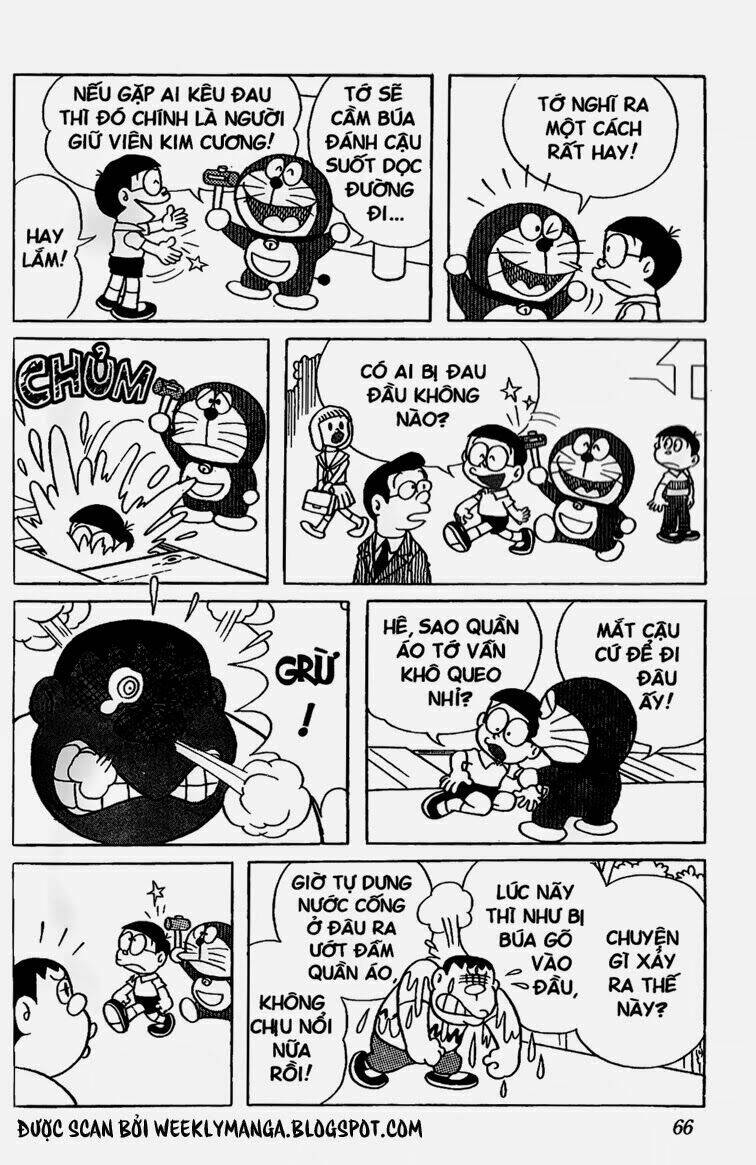 TỚ NGHĨ RA
MỘT CÁCH
RẤT HAY!
TỚ SẼ
CẦM BÚA
ĐÁNH CẬU
SUỐT DỌC
ĐƯỜNG
ĐI...
NẾU GẶP AI KÊU ĐAU
THÌ ĐÓ CHÍNH LÀ NGƯỜI
GIỮ VIÊN KIM CƯƠNG!
HAY
LẮM!
CÓ AI BỊ ĐAU
ĐẦU KHÔNG
NÀO?
CHỦM
MẮT CẬU
CỨ ĐỂ ĐI
ĐÂU
ẤY!
HÊ, SAO QUẦN
ÁO TỚ VẪN
KHÔ QUEO
NHỈ?
GRỪ
!
CHUYỆN
GÌ XẢY
RA THẾ
NÀY?
LÚC NÃY
THÌ NHƯ BỊ
BÚA GÕ
VÀO
ĐẦU,
GIỜ TỰ DƯNG
NƯỚC CỐNG
Ở ĐÂU RA
ƯỚT ĐẦM
QUẦN ÁO,
KHÔNG
CHỊU NỔI
NỮA
RỒI!
ĐƯỢC SCAN BỞI WEEKLYMANGA.BLOGSPOT.COM
66